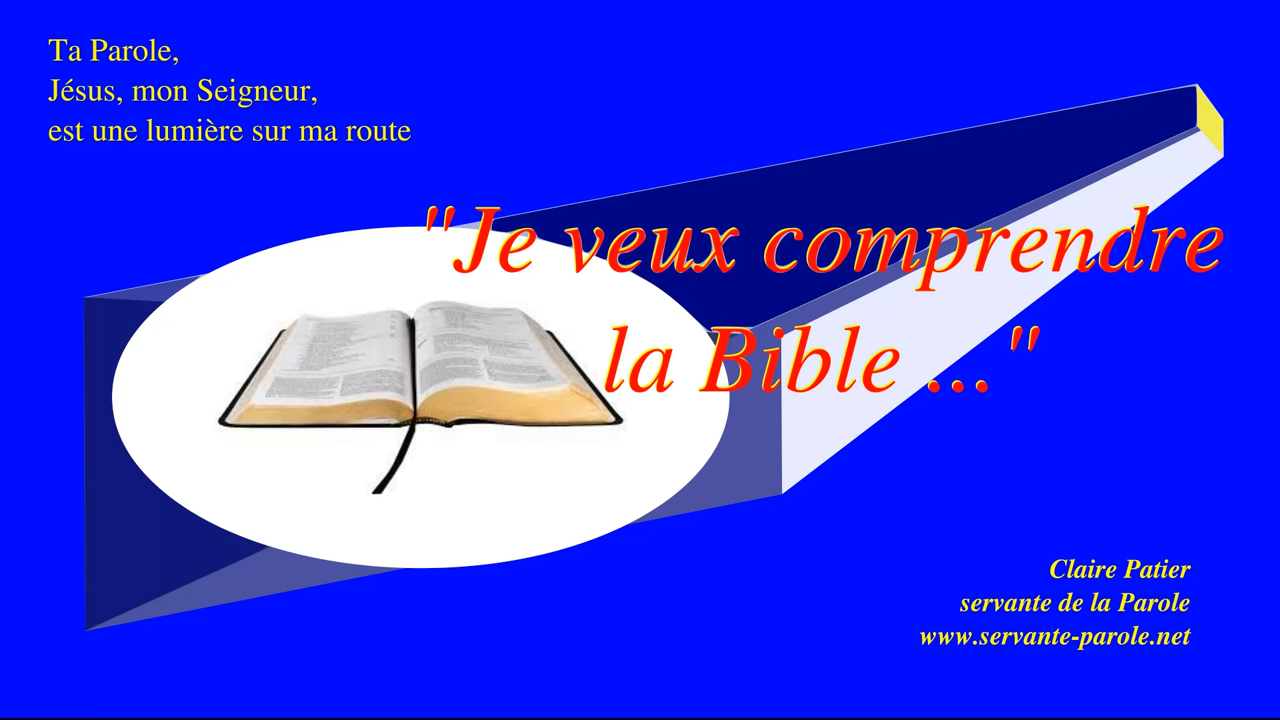 Ta Parole,
Jésus, mon Seigneur,
est une lumière sur ma route
"Je veux comprendre
la Bible ..."
Claire Patier
servante de la Parole
www.servante-parole.net